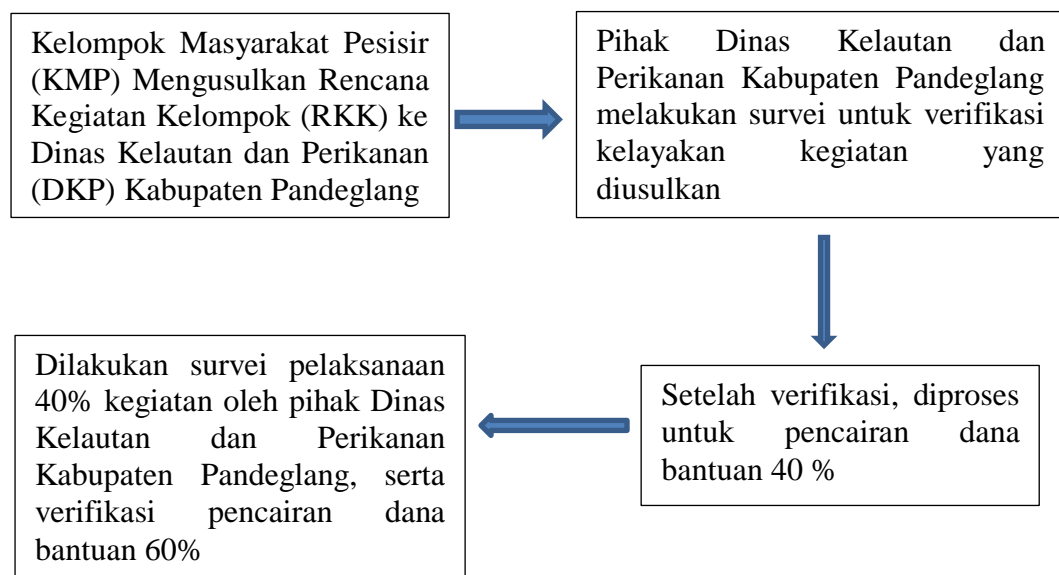 Kelompok Masyarakat Pesisir
(KMP) Mengusulkan Rencana
Kegiatan Kelompok (RKK) ke
Dinas Kelautan dan Perikanan
(DKP) Kabupaten Pandeglang
Pihak Dinas Kelautan dan
Perikanan Kabupaten Pandeglang
melakukan survei untuk verifikasi
kelayakan kegiatan yang
diusulkan
Setelah verifikasi, diproses
untuk pencairan dana
bantuan 40 %
Dilakukan survei pelaksanaan
40% kegiatan oleh pihak Dinas
Kelautan dan Perikanan
Kabupaten Pandeglang, serta
verifikasi pencairan dana
bantuan 60%